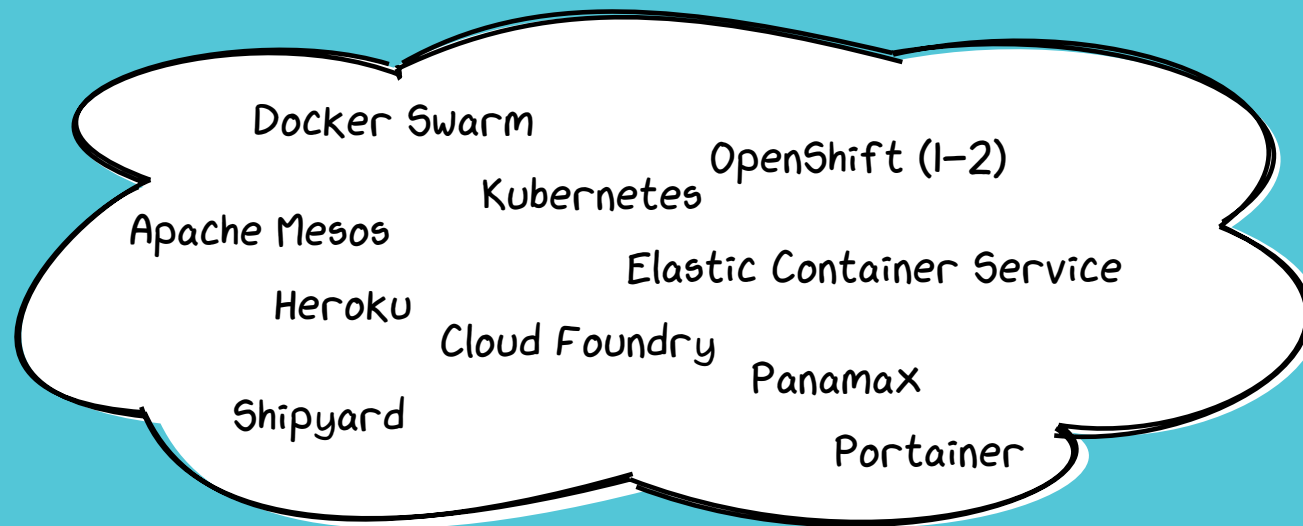 Docker Swarm
OpenShift (1-2)
Kubernetes
Apache Mesos
Elastic Container Service
Heroku
Cloud Foundry
Panamax
Shipyard
Portainer